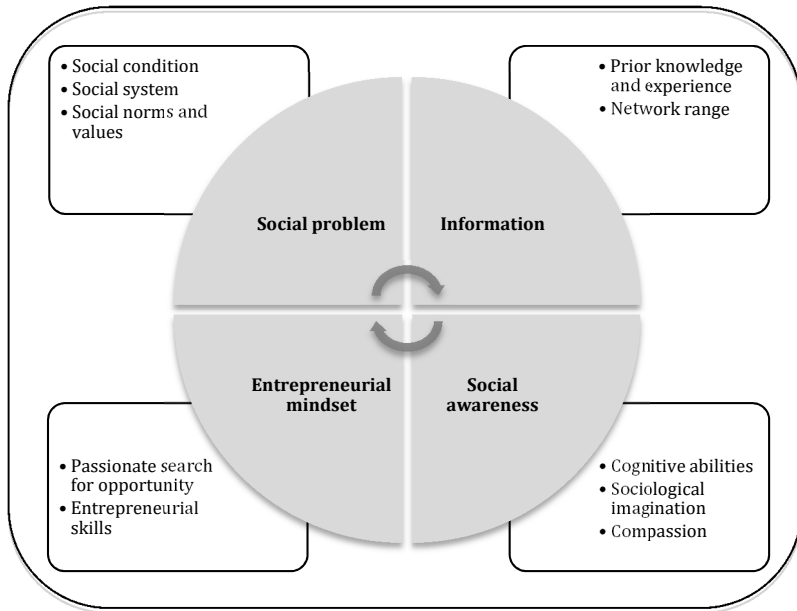 • Social condition
• Social system
• Social norms and
values
• Prior knowledge
and experience
• Network range
Social problem
Information
Entrepreneurial
mindset
Social
awareness
• Passionate search
for opportunity
• Entrepreneurial
skills
• Cognitive abilities
• Sociological
imagination
• Compassion